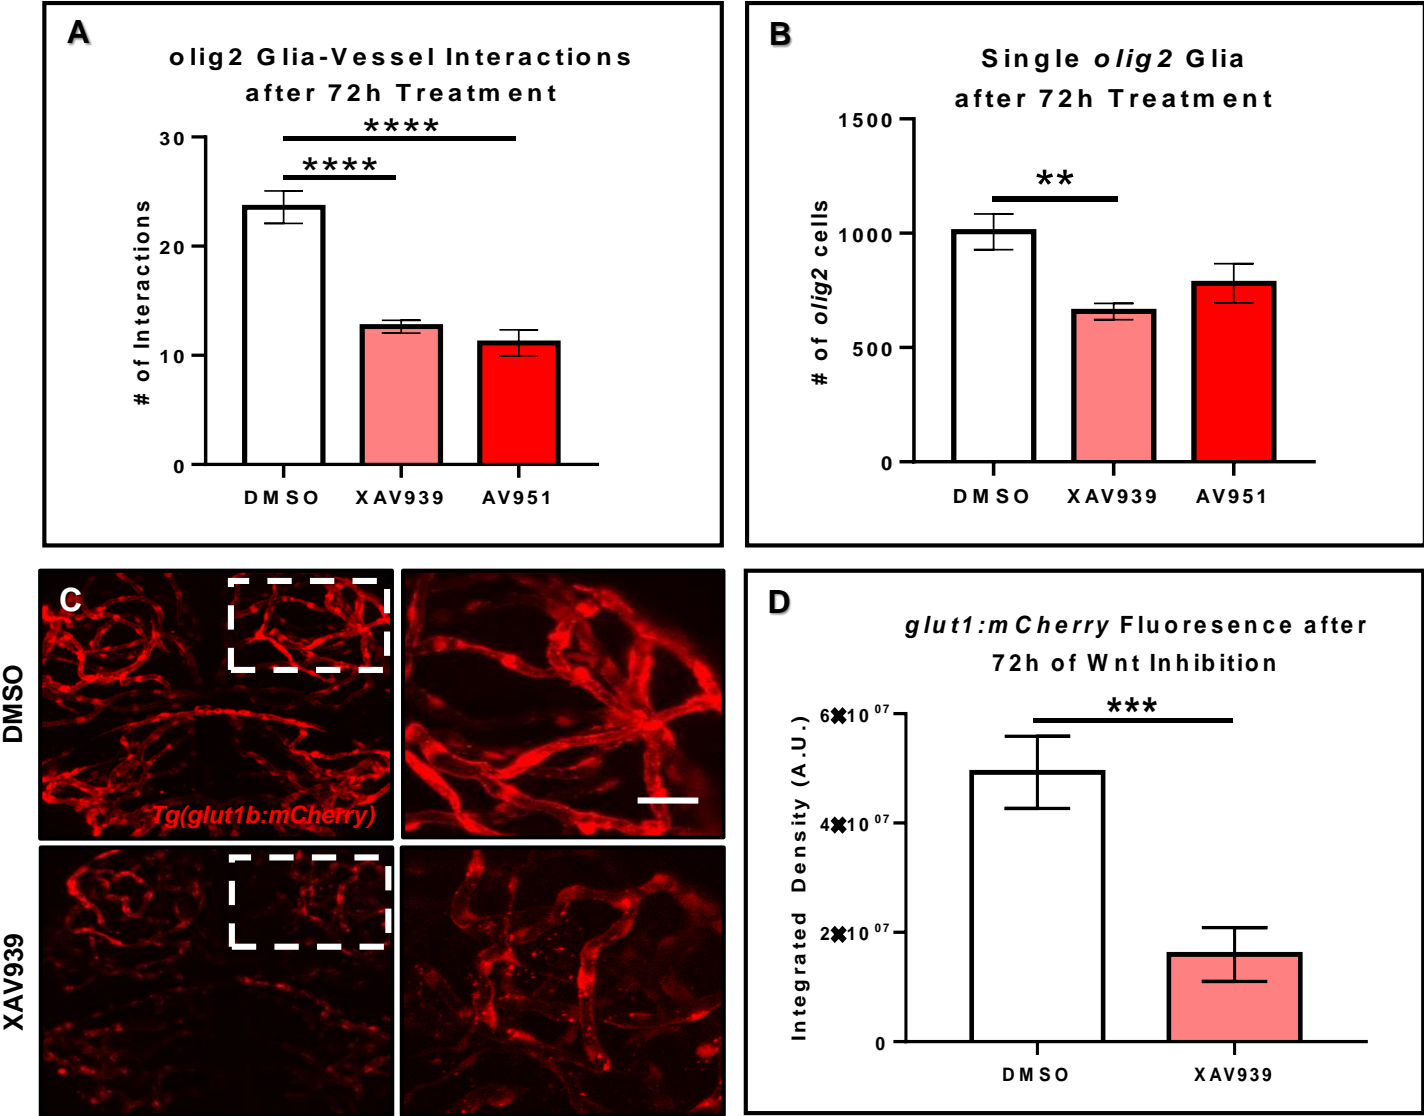 A
olig2 Glia-Vessel Interactions
after 72h Treatment
****
****
# of Interactions
30
20
10
0
DMSO XAV939 AV951
B
Single olig2 Glia
after 72h Treatment
**
# of olig2 cells
1500
1000
500
0
DMSO XAV939 AV951
C
DMSO
Tg(glut1b:mCherry)
XAV939
D
glut1:mCherry Fluoresence after
72h of Wnt Inhibition
***
Integrated Density (A.U.)
6✖10 07
4✖10 07
2✖10 07
0
DMSO XAV939